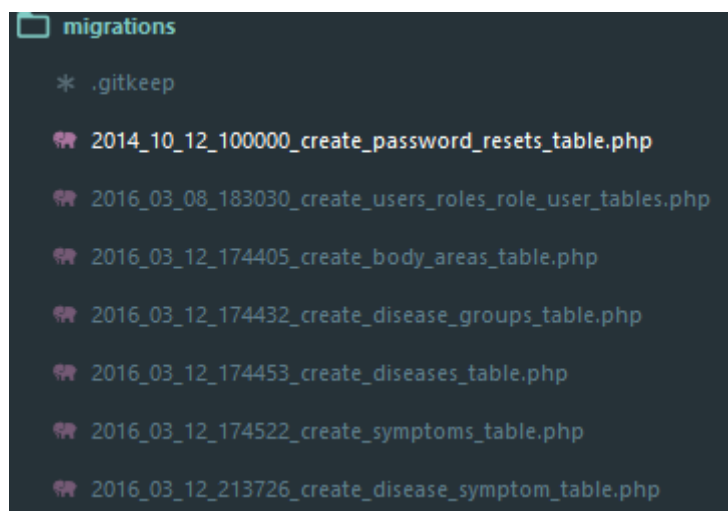 migrations
.gitkeep
2014_10_12_100000_create_password_resets_table.php
2016_03_08_183030_create_users_roles_role_user_tables.php
2016_03_12_174405_create_body_areas_table.php
2016_03_12_174432_create_disease_groups_table.php
2016_03_12_174453_create_diseases_table.php
2016_03_12_174522_create_symptoms_table.php
2016_03_12_213726_create_disease_symptom_table.php